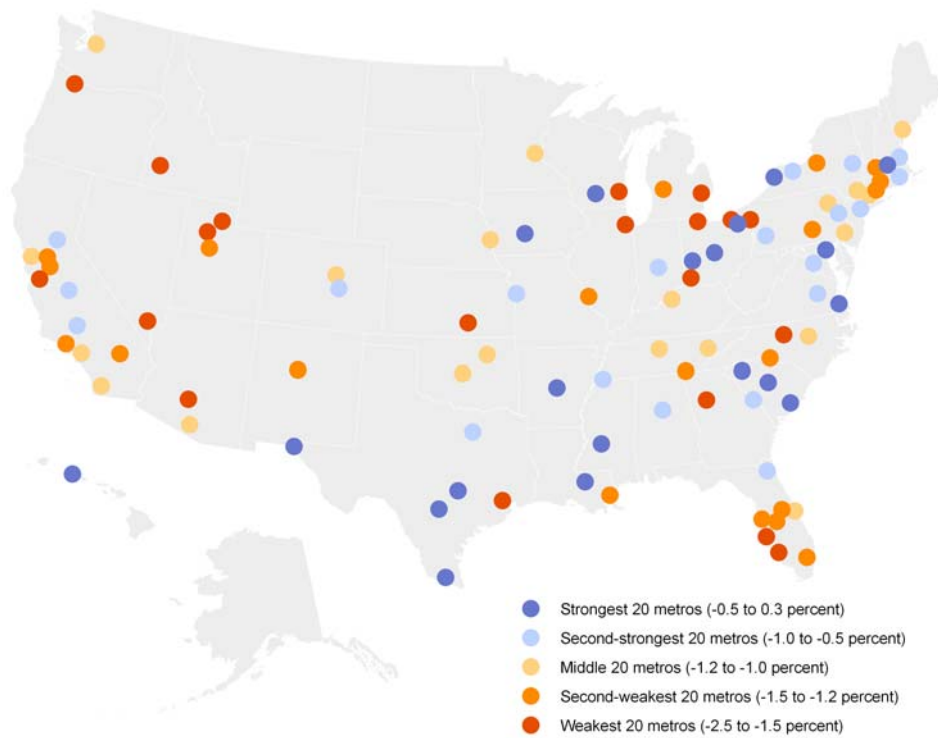 Strongest 20 metros (-0.5 to 0.3 percent)
Second-strongest 20 metros (-1.0 to -0.5 percent)
Middle 20 metros (-1.2 to -1.0 percent)
Second-weakest 20 metros (-1.5 to -1.2 percent)
Weakest 20 metros (-2.5 to -1.5 percent)